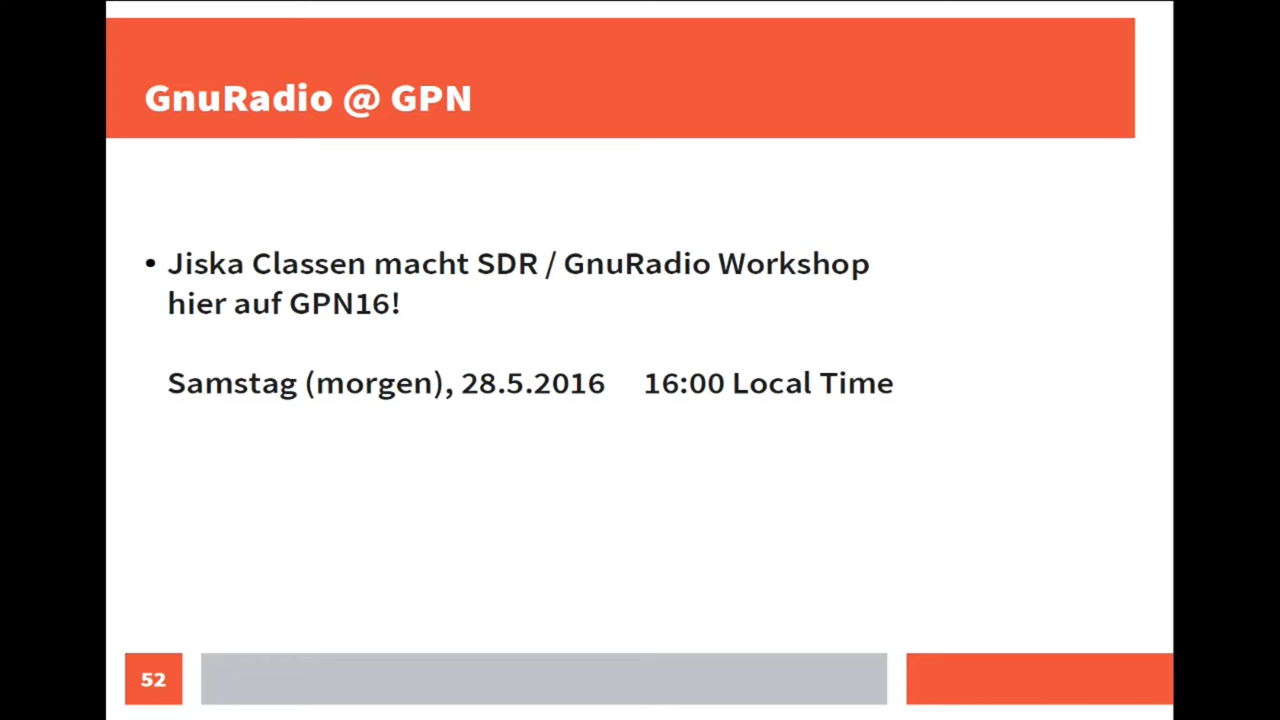 GnuRadio @ GPN
• Jiska Classen macht SDR / GnuRadio Workshop
hier auf GPN16!
Samstag (morgen), 28.5.2016 16:00 Local Time
52